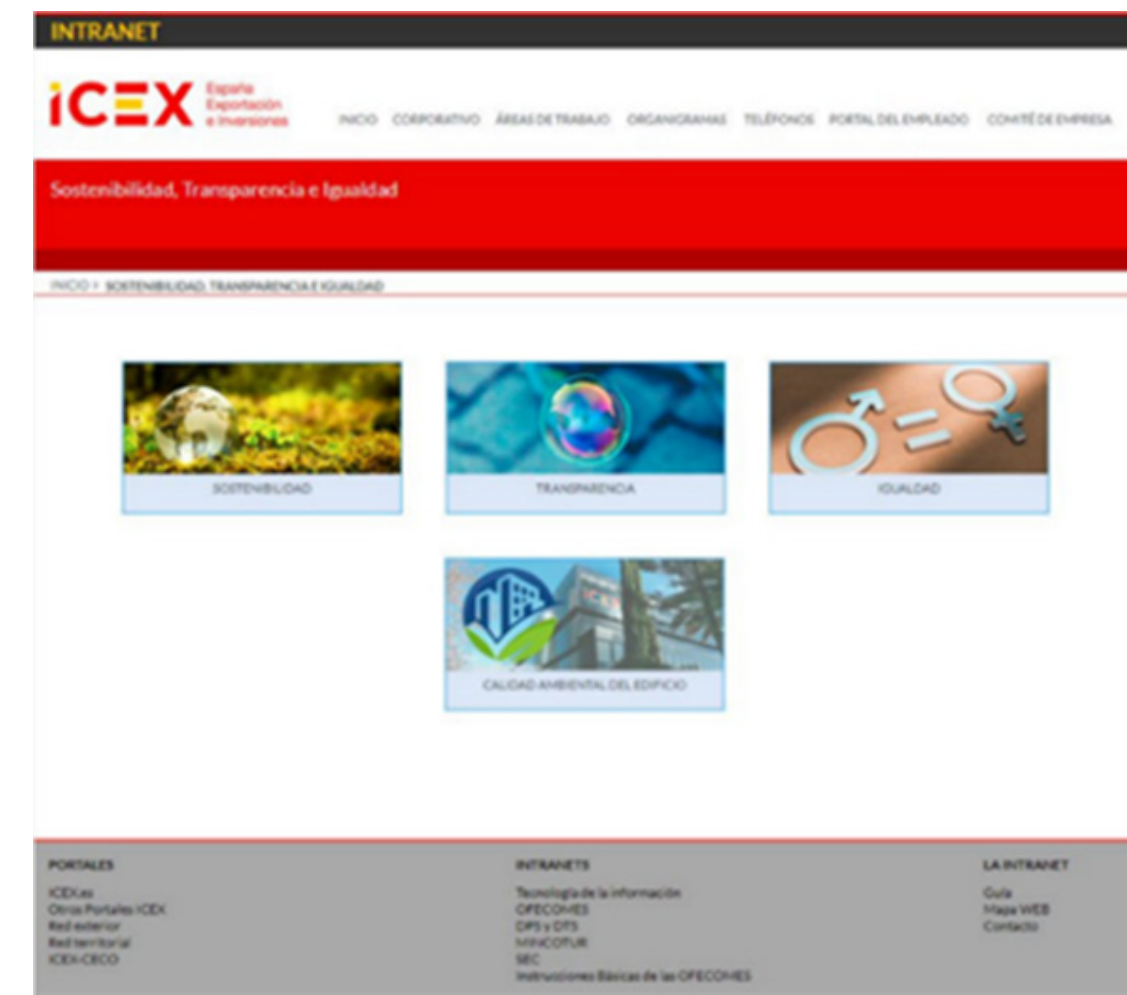 INTRANET
iCEX España
Exportación
e Inversiones
INICIO CORPORATIVO ÁREAS DE TRABAJO ORGANIGRAMAS TELÉFONOS PORTAL DEL EMPLEADO COMITÉ DE EMPRESA
Sostenibilidad, Transparencia e Igualdad
INICIO > SOSTENIBILIDAD, TRANSPARENCIA E IGUALDAD
SOSTENIBILIDAD
TRANSPARENCIA
IGUALDAD
ICEX
CALIDAD AMBIENTAL DEL EDIFICIO
PORTALES
ICEX.es
Otros Portales ICEX
Red exterior
Red territorial
ICEX-CECO
INTRANETS
Tecnología de la información
OFECOMES
DPS y DTS
MINCOTUR
SEC
Instrucciones Básicas de las OFECOMES
LA INTRANET
Guía
Mapa WEB
Contacto